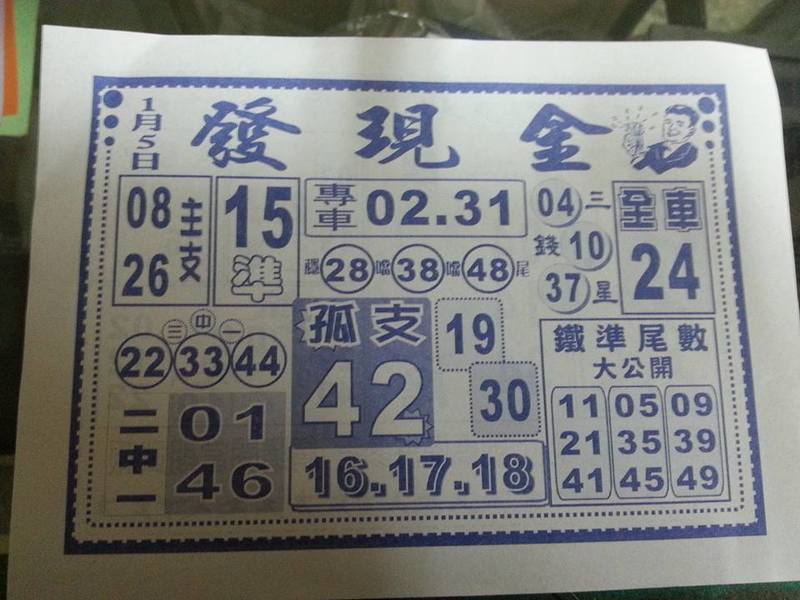 1月5日
發現金
08
26
主支
15
準
專車 02.31
28 38 48 尾
04 三
錢 10
37 星
全車
24
三中一
22 33 44
孤支
42
19
30
鐵準尾數
大公開
11 05 09
21 35 39
41 45 49
二中一
01
46
16.17.18